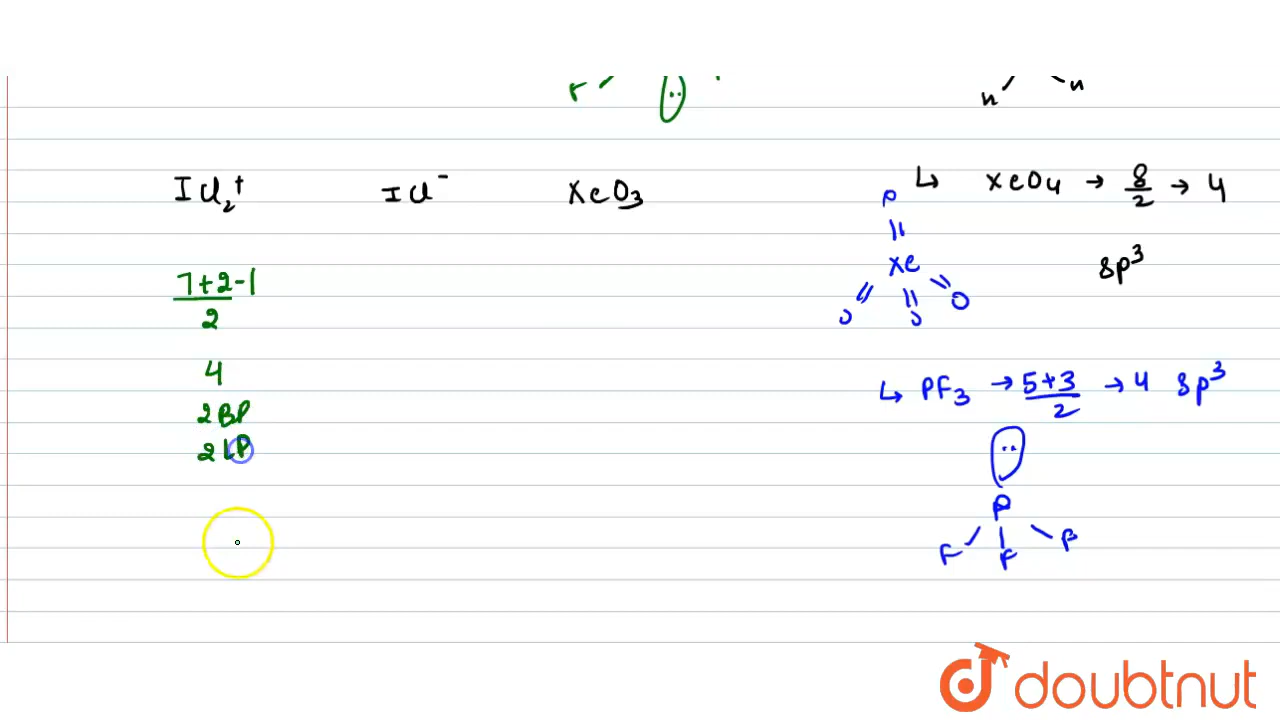 ICl₂⁺ ICl⁻ XeO₃
7+2-1
2
4
2BP
2LP
↳ XeO₄ → 8/2 → 4
sp³
O
||
Xe
O O O
↳ PF₃ → 5+3/2 → 4 sp³
P
F F F
doubtnut